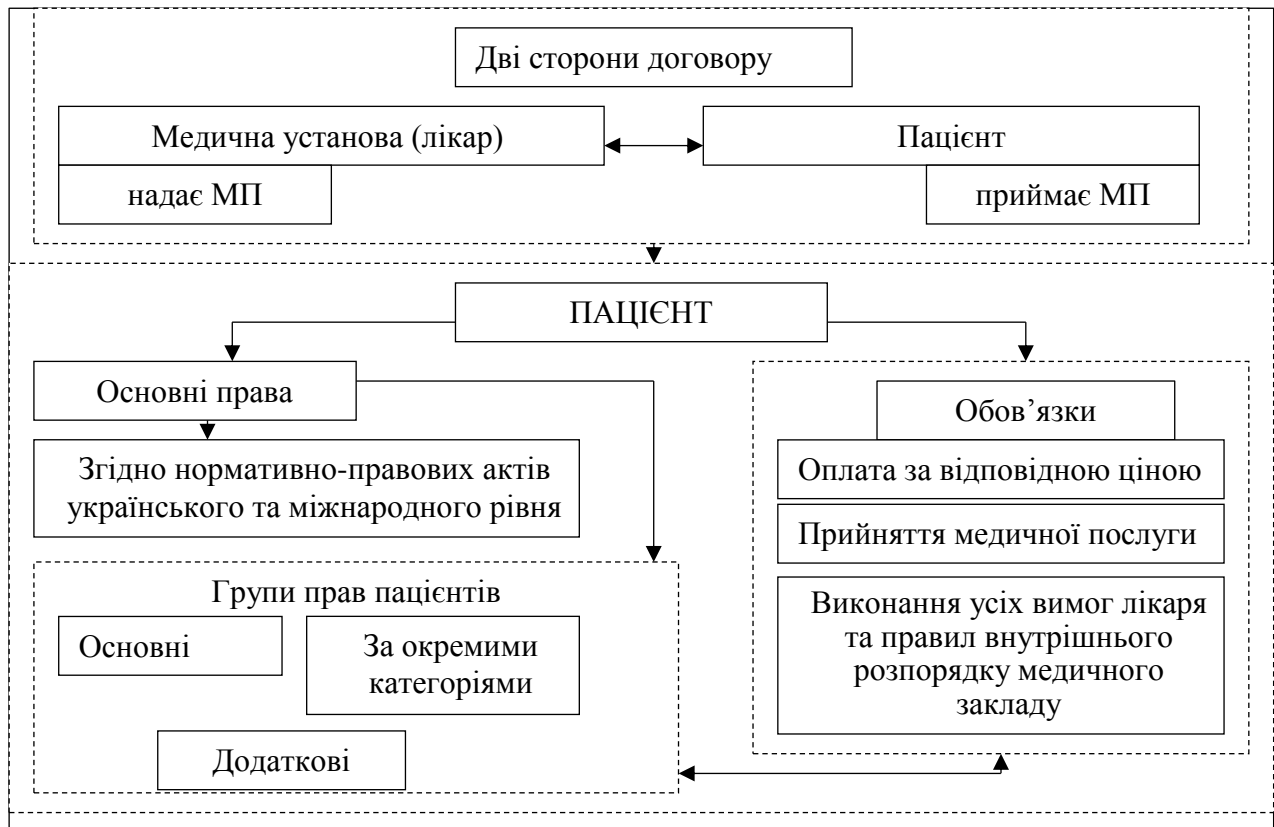 Дві сторони договору
Медична установа (лікар)
Пацієнт
надає МП
приймає МП
ПАЦІЄНТ
Основні права
Згідно нормативно-правових актів
українського та міжнародного рівня
Групи прав пацієнтів
Основні
За окремими
категоріями
Додаткові
Обов’язки
Оплата за відповідною ціною
Прийняття медичної послуги
Виконання усіх вимог лікаря
та правил внутрішнього
розпорядку медичного
закладу